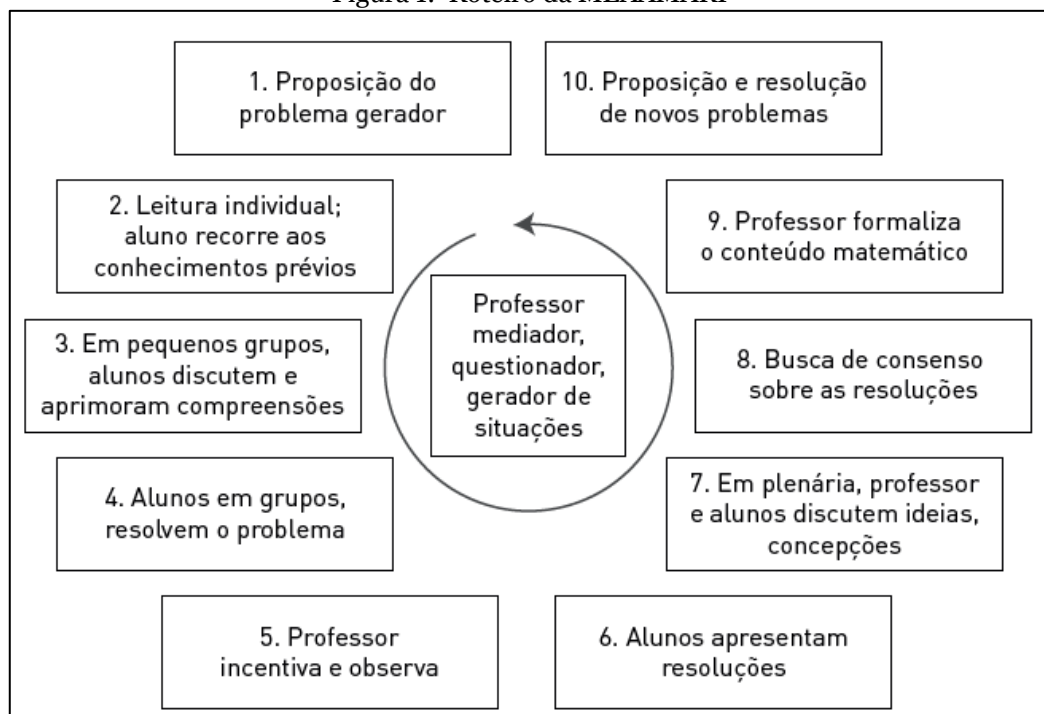 1. Proposição do
problema gerador
10. Proposição e resolução
de novos problemas
2. Leitura individual;
aluno recorre aos
conhecimentos prévios
9. Professor formaliza
o conteúdo matemático
Professor
mediador,
questionador,
gerador de
situações
3. Em pequenos grupos,
alunos discutem e
aprimoram compreensões
8. Busca de consenso
sobre as resoluções
4. Alunos em grupos,
resolvem o problema
7. Em plenária, professor
e alunos discutem ideias,
concepções
5. Professor
incentiva e observa
6. Alunos apresentam
resoluções